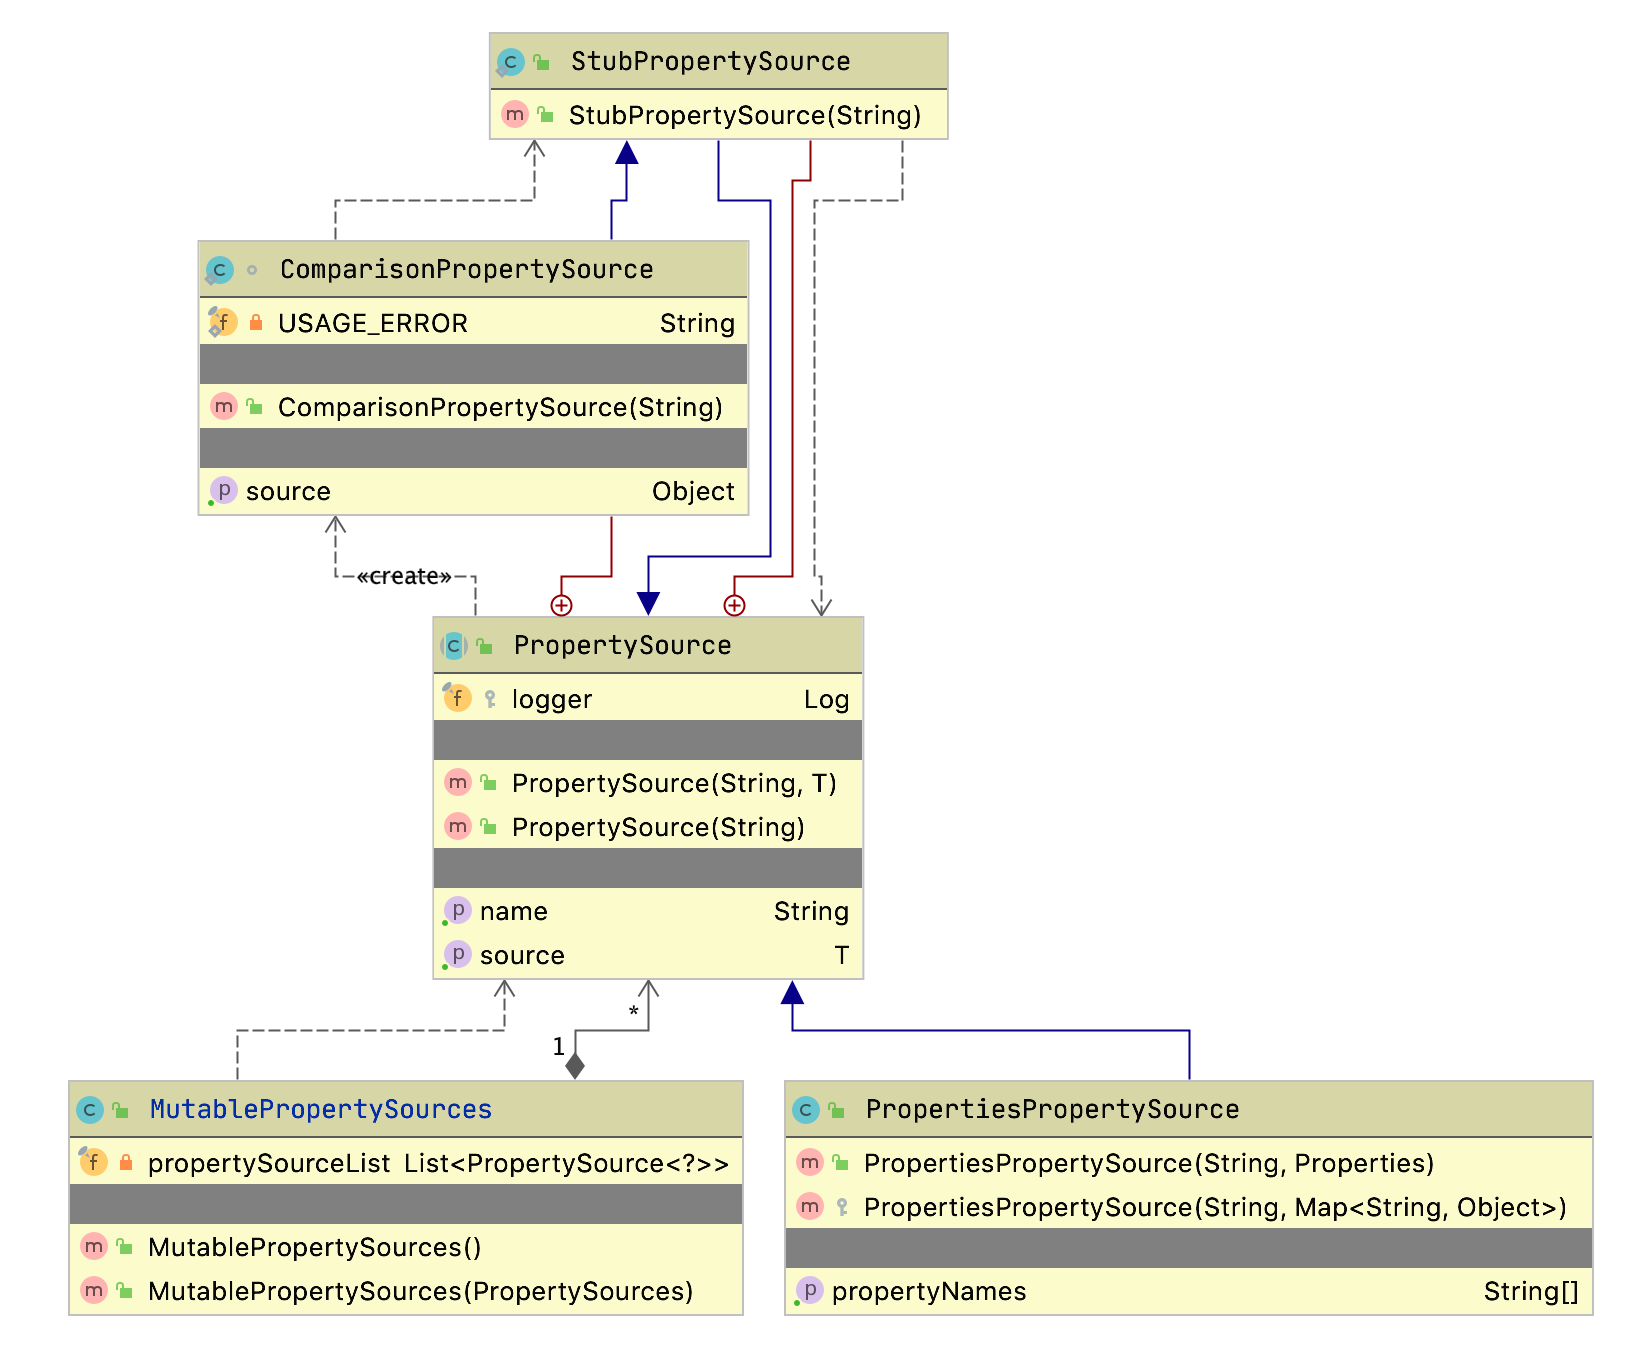 StubPropertySource
StubPropertySource(String)
ComparisonPropertySource
USAGE_ERROR String
ComparisonPropertySource(String)
source Object
«create»
PropertySource
logger Log
PropertySource(String, T)
PropertySource(String)
name String
source T
*
1
MutablePropertySources
propertySourceList List<PropertySource<?>>
MutablePropertySources()
MutablePropertySources(PropertySources)
PropertiesPropertySource
PropertiesPropertySource(String, Properties)
PropertiesPropertySource(String, Map<String, Object>)
propertyNames String[]